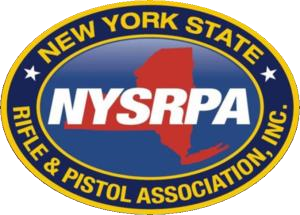 NEW YORK STATE
NYSRPA
RIFLE & PISTOL ASSOCIATION, INC.